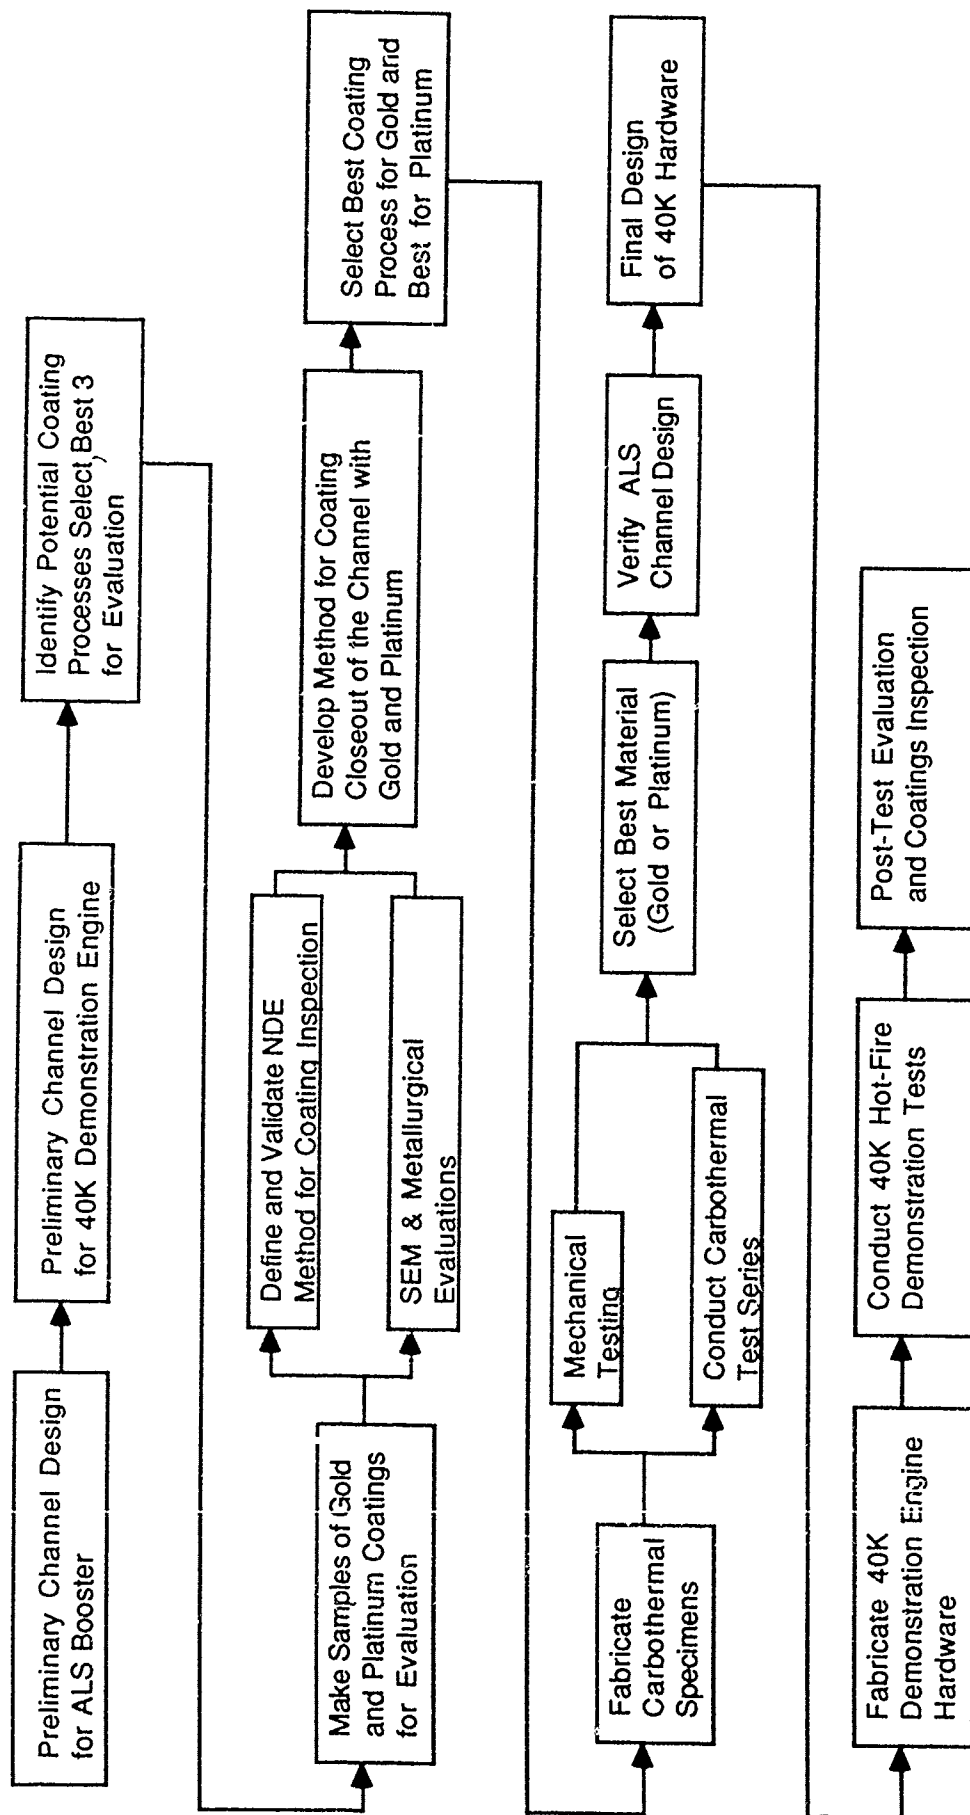 Preliminary Channel Design
for ALS Booster
Preliminary Channel Design
for 40K Demonstration Engine
Identify Potential Coating
Processes Select, Best 3
for Evaluation
Make Samples of Gold
and Platinum Coatings
for Evaluation
Define and Validate NDE
Method for Coating Inspection
SEM & Metallurgical
Evaluations
Develop Method for Coating
Closeout of the Channel with
Gold and Platinum
Select Best Coating
Process for Gold and
Best for Platinum
Fabricate
Carbothermal
Specimens
Mechanical
Testing
Conduct Carbothermal
Test Series
Select Best Material
(Gold or Platinum)
Verify ALS
Channel Design
Final Design
of 40K Hardware
Fabricate 40K
Demonstration Engine
Hardware
Conduct 40K Hot-Fire
Demonstration Tests
Post-Test Evaluation
and Coatings Inspection